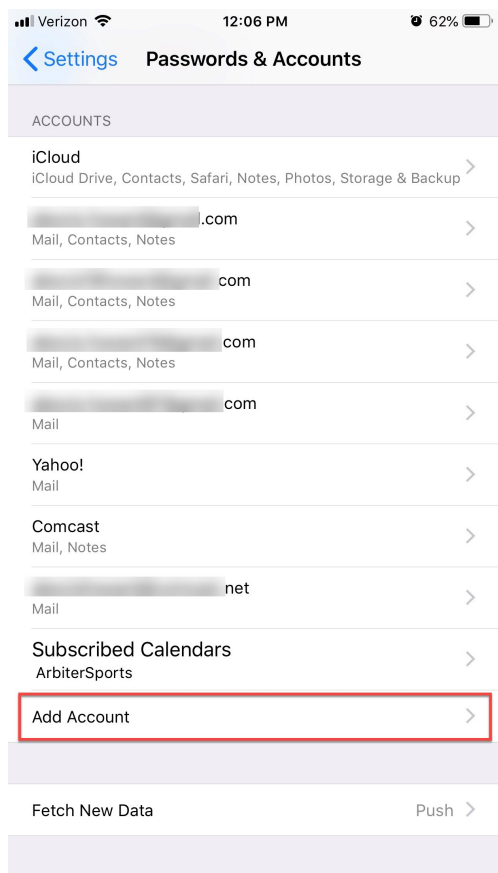 Verizon 12:06 PM 62%
Settings Passwords & Accounts
ACCOUNTS
iCloud
iCloud Drive, Contacts, Safari, Notes, Photos, Storage & Backup
.com
Mail, Contacts, Notes
com
Mail, Contacts, Notes
com
Mail, Contacts, Notes
com
Mail
Yahoo!
Mail
Comcast
Mail, Notes
net
Mail
Subscribed Calendars
ArbiterSports
Add Account
Fetch New Data Push